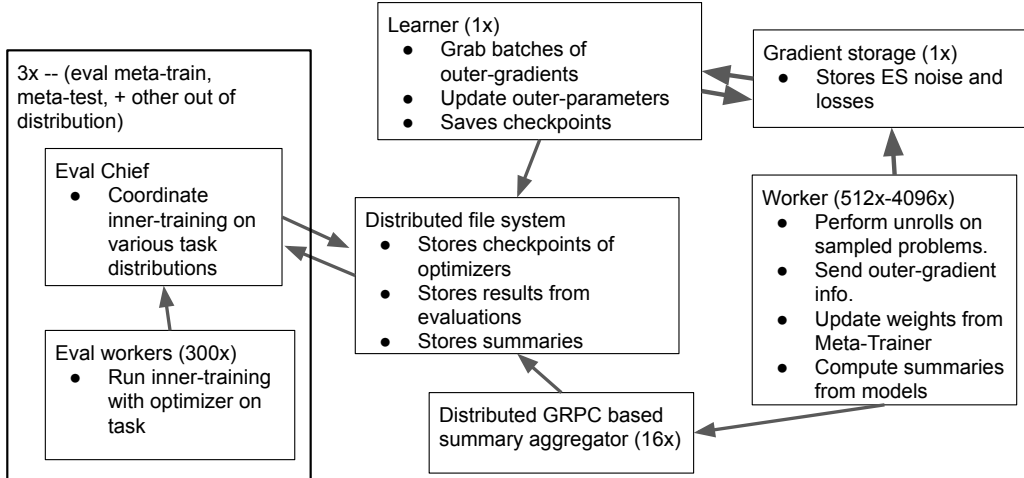 Learner (1x)
● Grab batches of
outer-gradients
● Update outer-parameters
● Saves checkpoints
Gradient storage (1x)
● Stores ES noise and
losses
3x -- (eval meta-train,
meta-test, + other out of
distribution)
Eval Chief
● Coordinate
inner-training on
various task
distributions
Eval workers (300x)
● Run inner-training
with optimizer on
task
Distributed file system
● Stores checkpoints of
optimizers
● Stores results from
evaluations
● Stores summaries
Worker (512x-4096x)
● Perform unrolls on
sampled problems.
● Send outer-gradient
info.
● Update weights from
Meta-Trainer
● Compute summaries
from models
Distributed GRPC based
summary aggregator (16x)